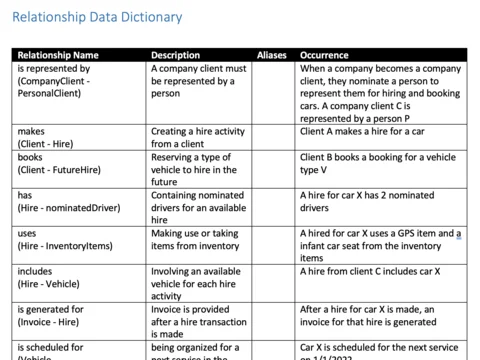 Relationship Data Dictionary
Relationship Name Description Aliases Occurrence
is represented by
(CompanyClient -
PersonalClient)
A company client must
be represented by a
person
When a company becomes a company
client, they nominate a person to
represent them for hiring and booking
cars. A company client C is
represented by a person P
makes
(Client - Hire)
Creating a hire activity
from a client
Client A makes a hire for a car
books
(Client - FutureHire)
Reserving a type of
vehicle to hire in the
future
Client B books a booking for a vehicle
type V
has
(Hire - nominatedDriver)
Containing nominated
drivers for an available
hire
A hire for car X has 2 nominated
drivers
uses
(Hire - InventoryItems)
Making use or taking
items from inventory
A hired for car X uses a GPS item and a
infant car seat from the inventory
items
includes
(Hire - Vehicle)
Involving an available
vehicle for each hire
activity
A hire from client C includes car X
is generated for
(Invoice - Hire)
Invoice is provided
after a hire transaction
is made
After a hire for car X is made, an
invoice for that hire is generated
is scheduled for
(Vehicle
being organized for a
next service in the
Car X is scheduled for the next service
on 1/1/2022